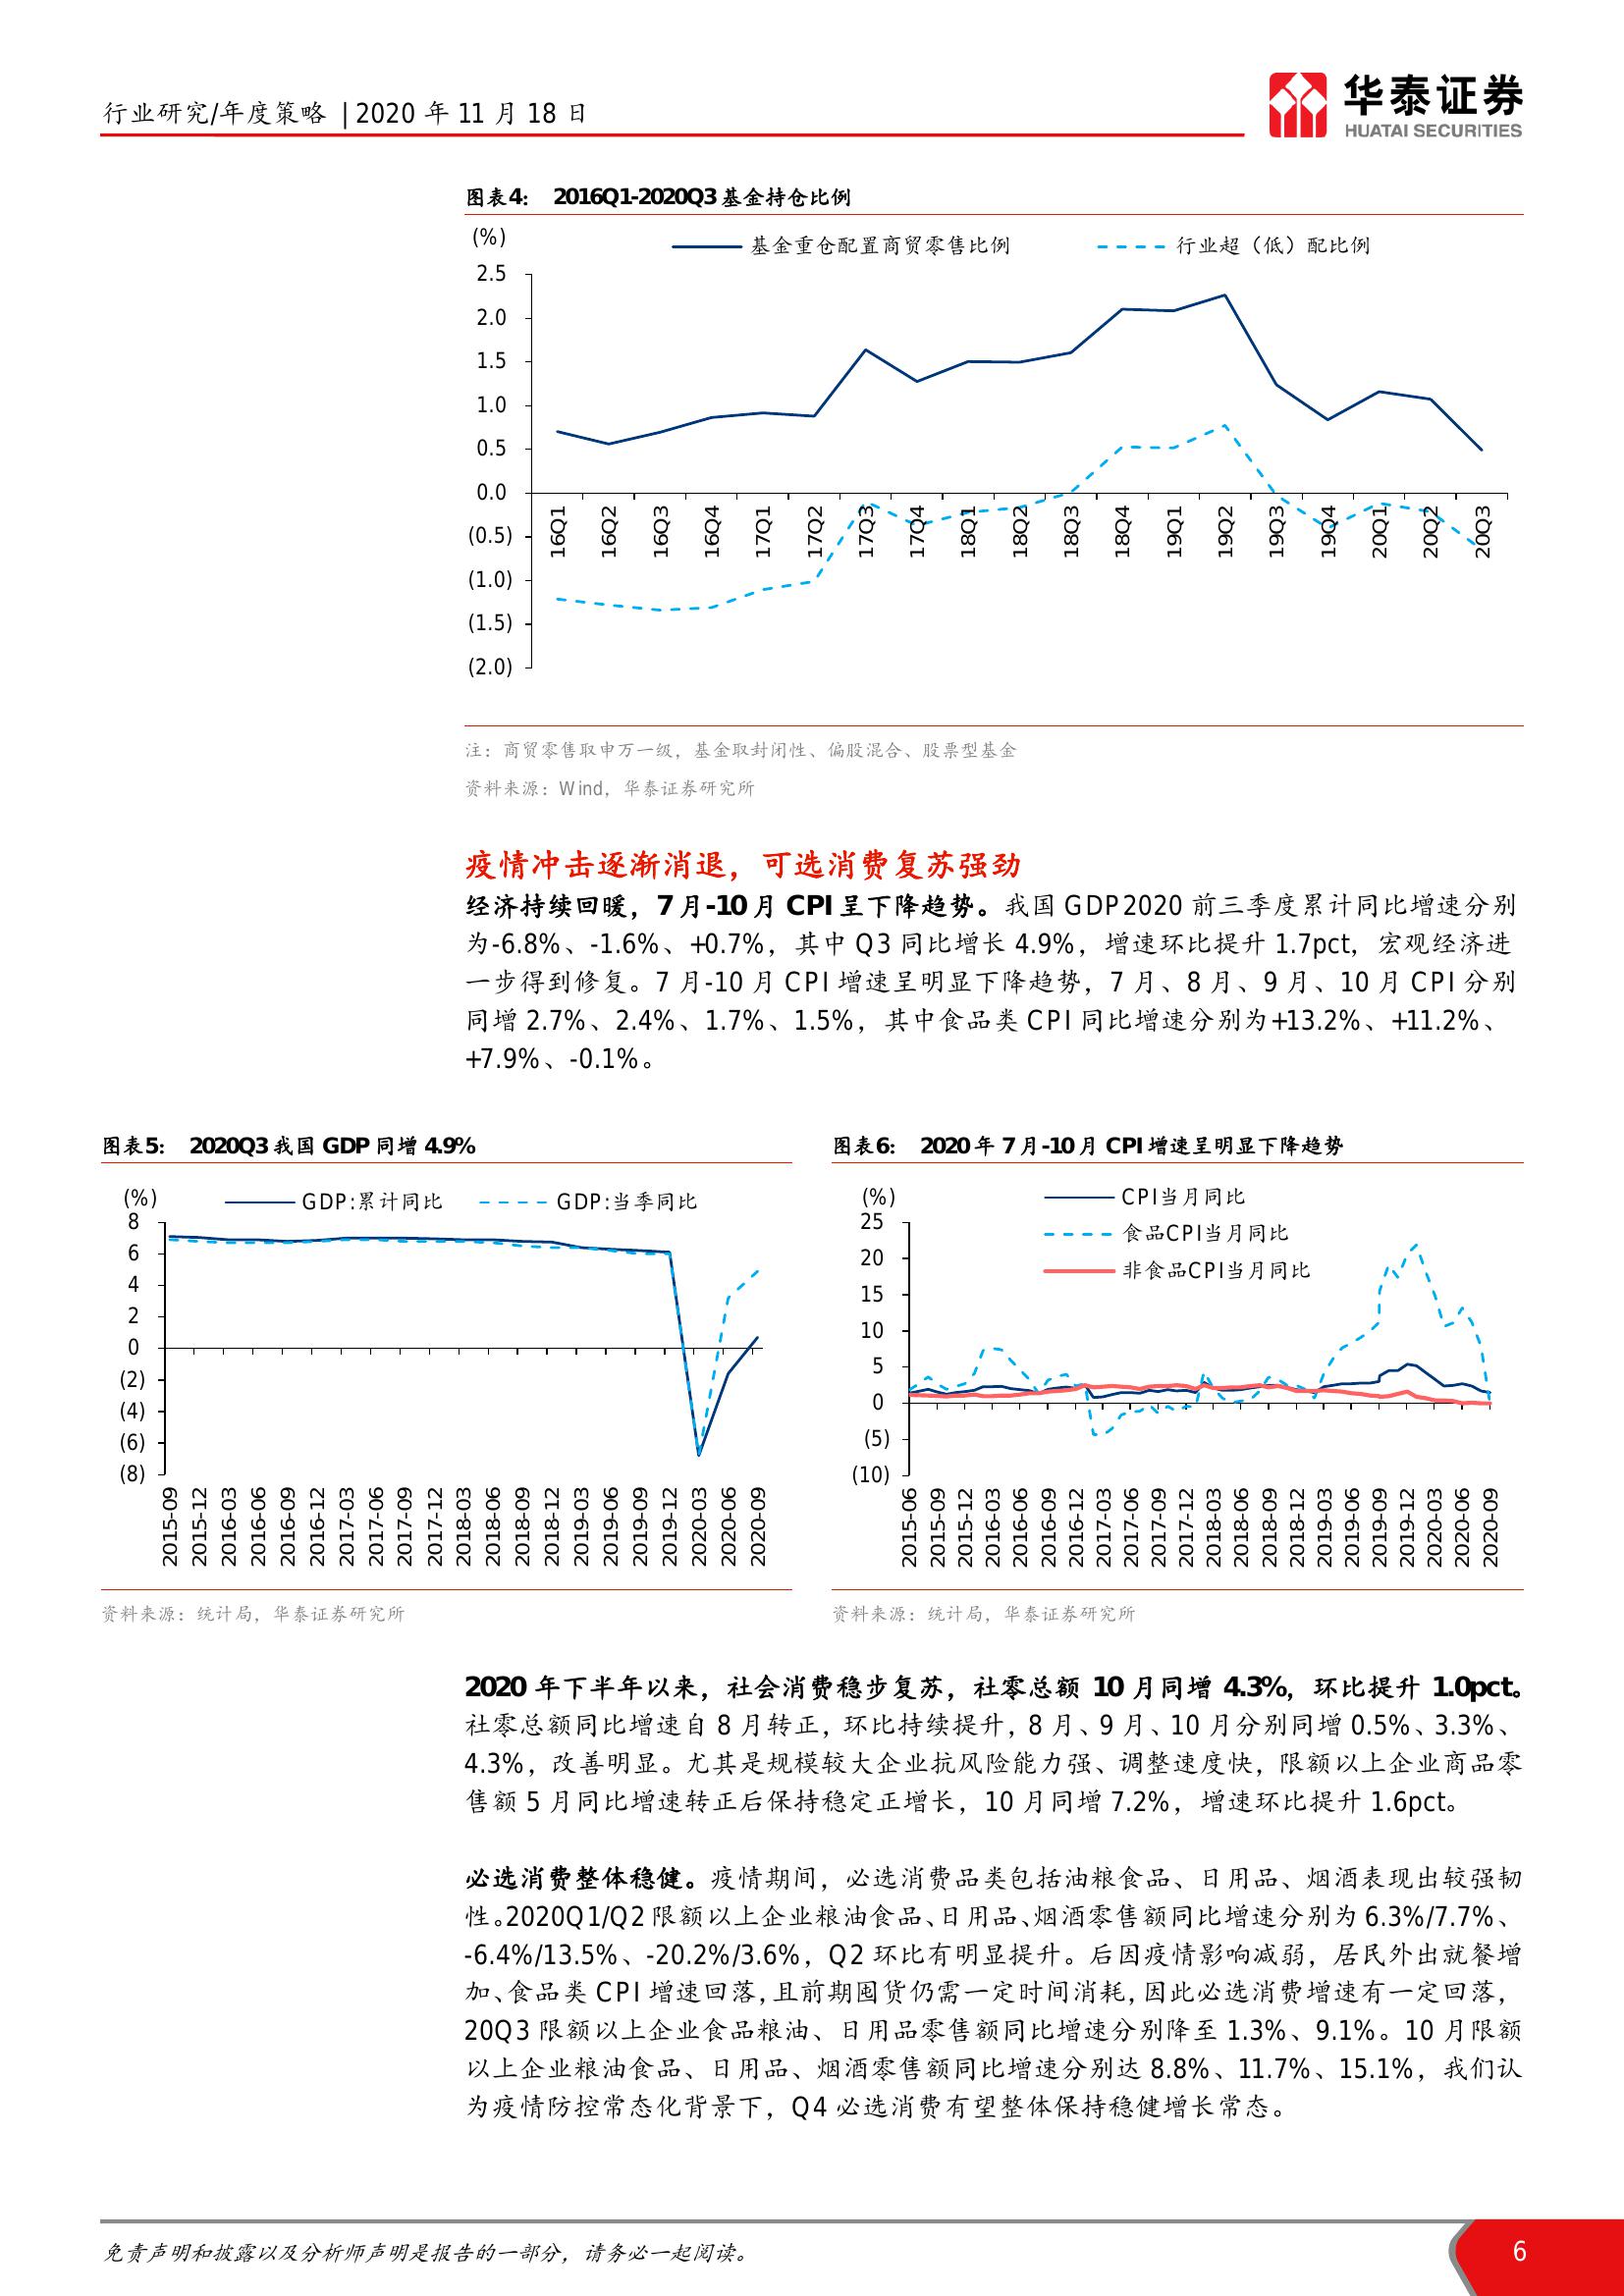 行业研究/年度策略 | 2020 年 11 月 18 日
华泰证券
HUATAI SECURITIES
图表4: 2016Q1-2020Q3 基金持仓比例
(%)
基金重仓配置商贸零售比例 行业超（低）配比例
2.5
2.0
1.5
1.0
0.5
0.0
(0.5)
(1.0)
(1.5)
(2.0)
16Q1 16Q2 16Q3 16Q4 17Q1 17Q2 17Q3 17Q4 18Q1 18Q2 18Q3 18Q4 19Q1 19Q2 19Q3 19Q4 20Q1 20Q2 20Q3
注：商贸零售取申万一级，基金取封闭性、偏股混合、股票型基金
资料来源：Wind，华泰证券研究所
疫情冲击逐渐消退，可选消费复苏强劲
经济持续回暖，7 月-10 月 CPI 呈下降趋势。我国 GDP2020 前三季度累计同比增速分别
为-6.8%、-1.6%、+0.7%，其中 Q3 同比增长 4.9%，增速环比提升 1.7pct，宏观经济进
一步得到修复。7 月-10 月 CPI 增速呈明显下降趋势，7 月、8 月、9 月、10 月 CPI 分别
同增 2.7%、2.4%、1.7%、1.5%，其中食品类 CPI 同比增速分别为+13.2%、+11.2%、
+7.9%、-0.1%。
图表5: 2020Q3 我国 GDP 同增 4.9%
(%)
GDP:累计同比 GDP:当季同比
8
6
4
2
0
(2)
(4)
(6)
(8)
2015-09 2015-12 2016-03 2016-06 2016-09 2016-12 2017-03 2017-06 2017-09 2017-12 2018-03 2018-06 2018-09 2018-12 2019-03 2019-06 2019-09 2019-12 2020-03 2020-06 2020-09
资料来源：统计局，华泰证券研究所
图表6: 2020 年 7 月-10 月 CPI 增速呈明显下降趋势
(%)
CPI当月同比
食品CPI当月同比
非食品CPI当月同比
25
20
15
10
5
0
(5)
(10)
2015-06 2015-09 2015-12 2016-03 2016-06 2016-09 2016-12 2017-03 2017-06 2017-09 2017-12 2018-03 2018-06 2018-09 2018-12 2019-03 2019-06 2019-09 2019-12 2020-03 2020-06 2020-09
资料来源：统计局，华泰证券研究所
2020 年下半年以来，社会消费稳步复苏，社零总额 10 月同增 4.3%，环比提升 1.0pct。
社零总额同比增速自 8 月转正，环比持续提升，8 月、9 月、10 月分别同增 0.5%、3.3%、
4.3%，改善明显。尤其是规模较大企业抗风险能力强、调整速度快，限额以上企业商品零
售额 5 月同比增速转正后保持稳定正增长，10 月同增 7.2%，增速环比提升 1.6pct。
必选消费整体稳健。疫情期间，必选消费品类包括油粮食品、日用品、烟酒表现出较强韧
性。2020Q1/Q2 限额以上企业粮油食品、日用品、烟酒零售额同比增速分别为 6.3%/7.7%、
-6.4%/13.5%、-20.2%/3.6%，Q2 环比有明显提升。后因疫情影响减弱，居民外出就餐增
加、食品类 CPI 增速回落，且前期囤货仍需一定时间消耗，因此必选消费增速有一定回落，
20Q3 限额以上企业食品粮油、日用品零售额同比增速分别降至 1.3%、9.1%。10 月限额
以上企业粮油食品、日用品、烟酒零售额同比增速分别达 8.8%、11.7%、15.1%，我们认
为疫情防控常态化背景下，Q4 必选消费有望整体保持稳健增长常态。
免责声明和披露以及分析师声明是报告的一部分，请务必一起阅读。
6